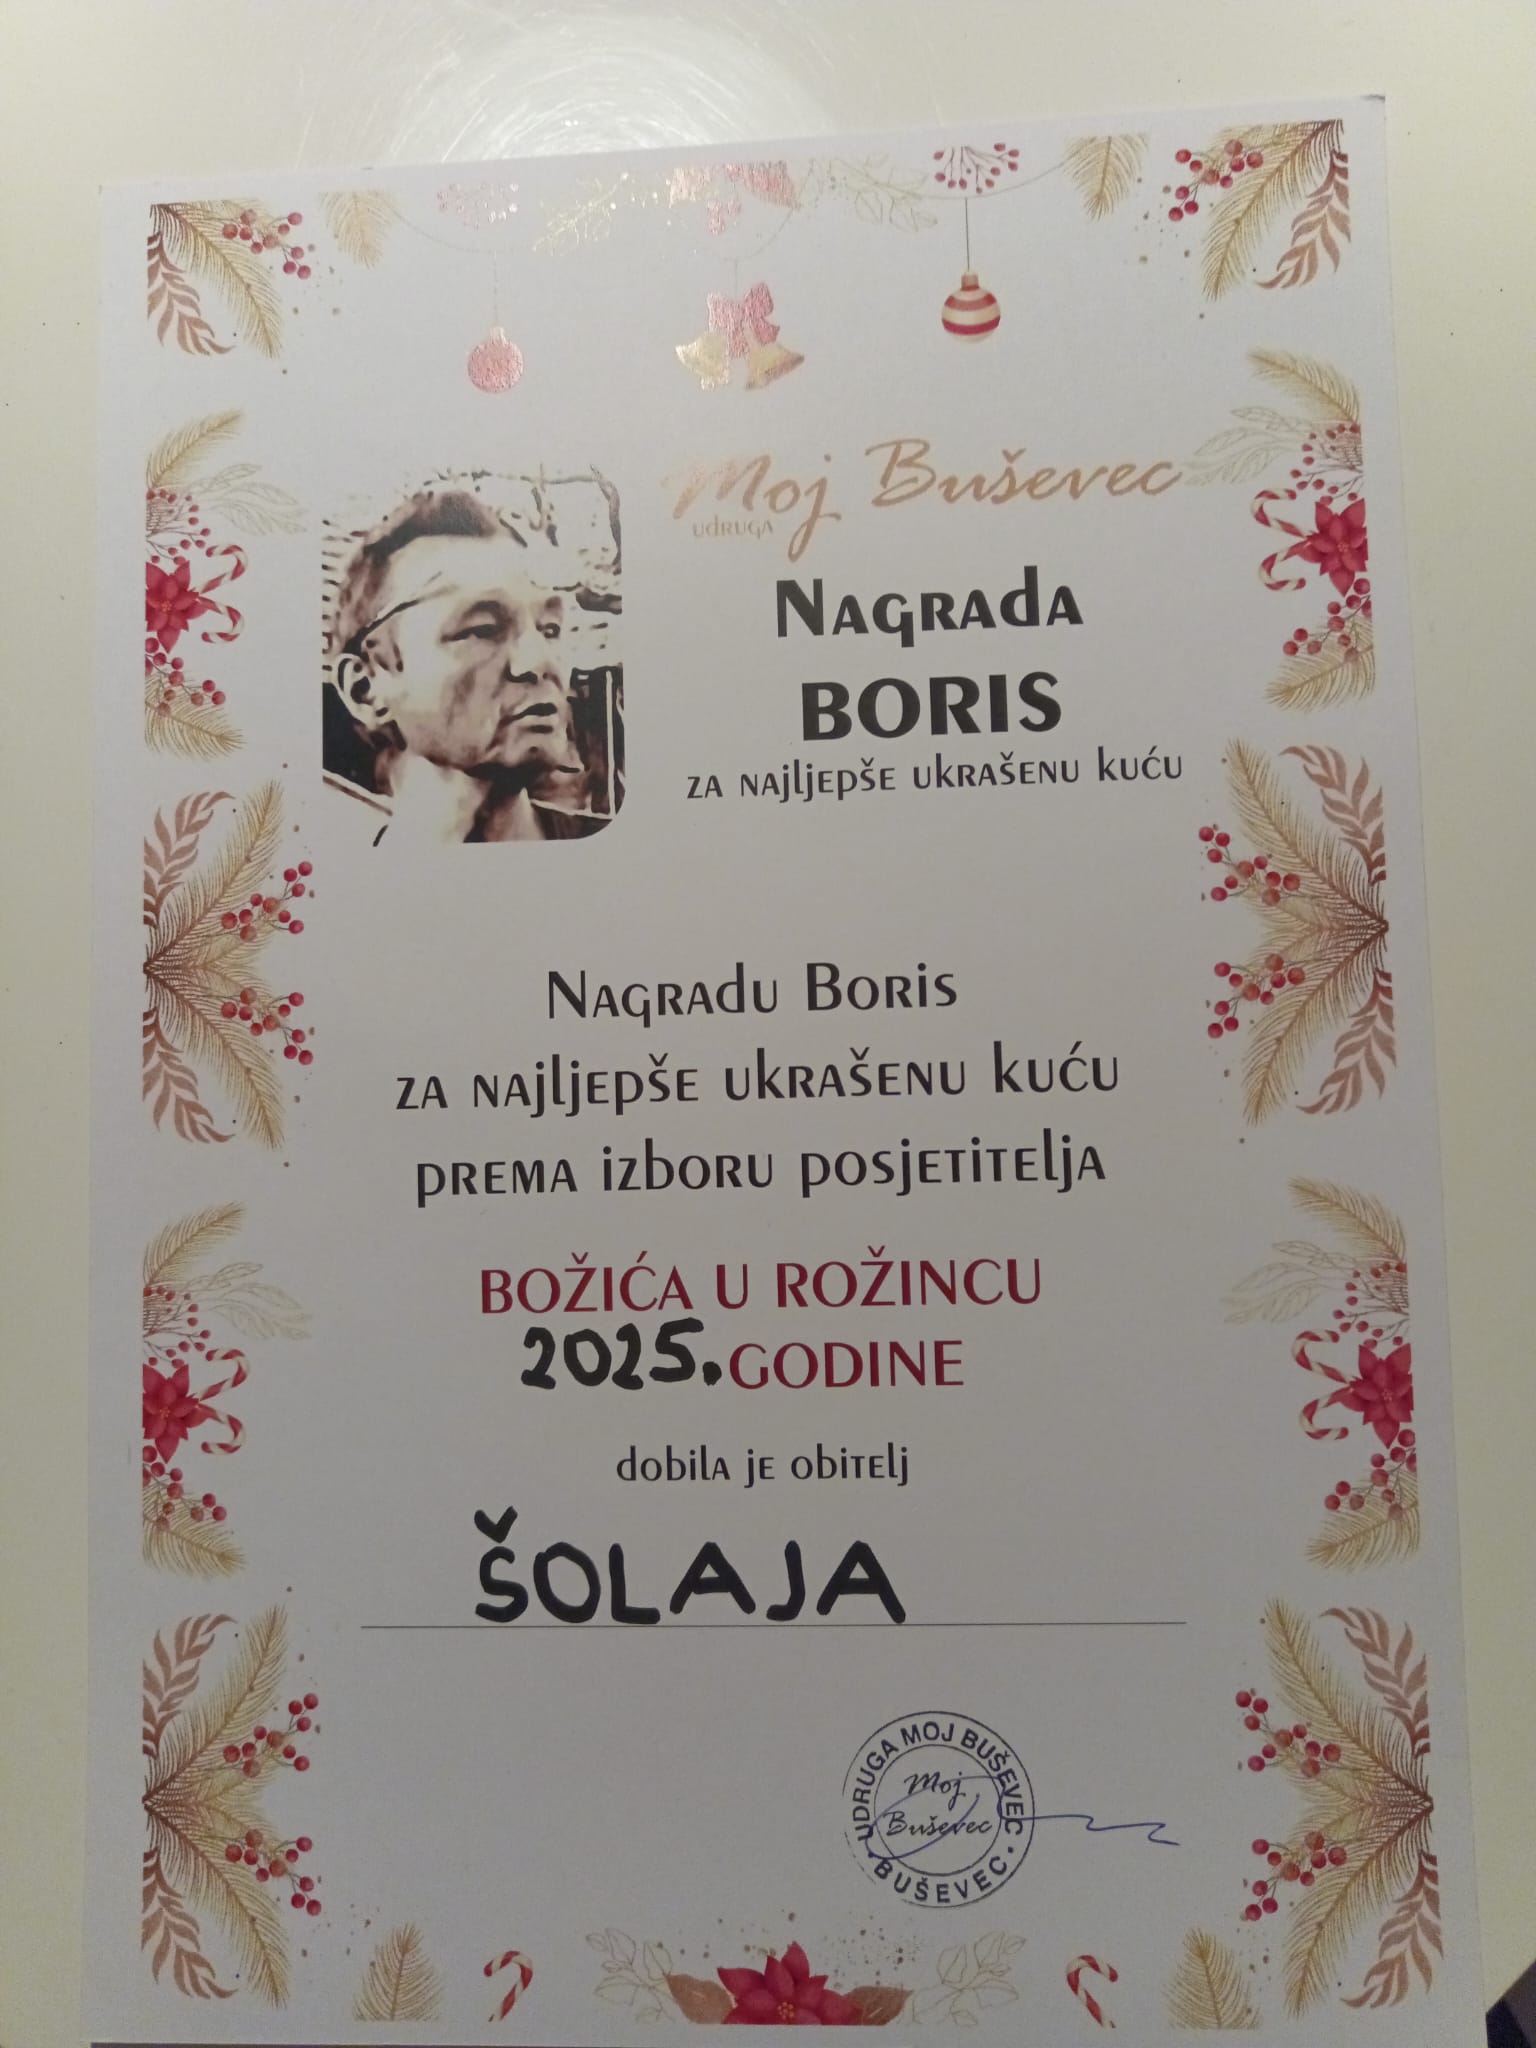 Moj Buševec
udruga
Nagrada
BORIS
za najljepše ukrašenu kuću
Nagradu Boris
za najljepše ukrašenu kuću
prema izboru posjetitelja
BOŽIĆA U ROŽINCU
2025. GODINE
dobila je obitelj
ŠOLAJA
UDRUGA MOJ BUŠEVEC
Moj
Buševec
BUŠEVEC